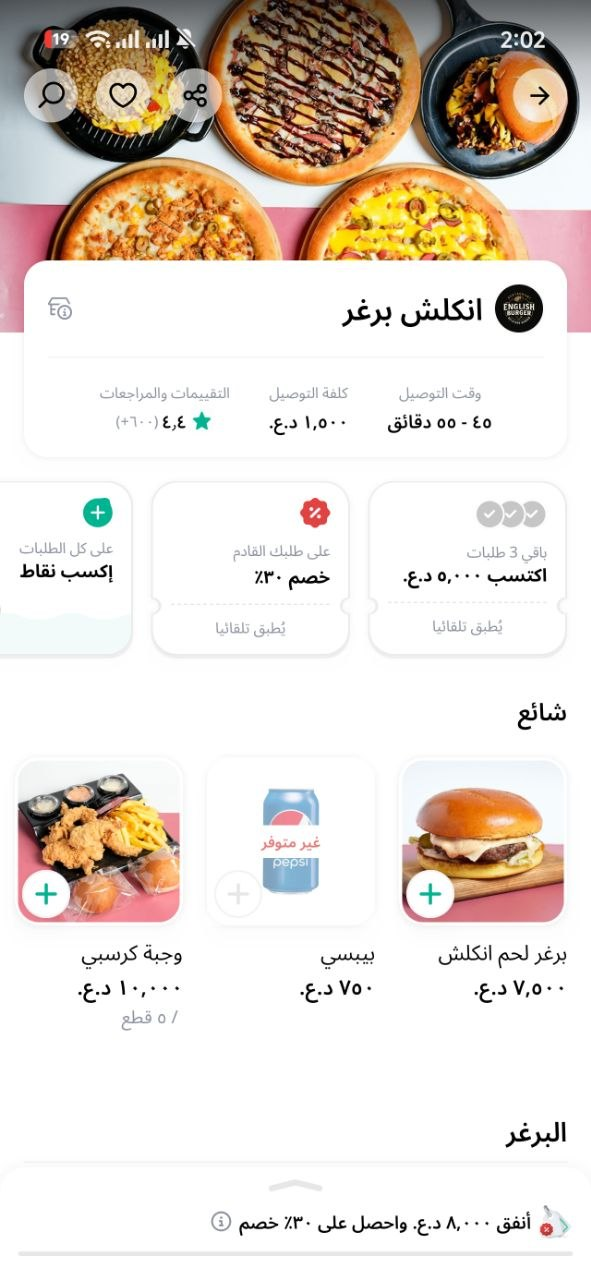 2:02
19
انكلش برغر
ENGLISH
BURGER
وقت التوصيل
٤٥ - ٥٥ دقائق
كلفة التوصيل
١,٥٠٠ د.ع.
التقييمات والمراجعات
٤٫٤ (٦٠٠+)
باقي 3 طلبات
اكتسب ٥,٠٠٠ د.ع.
يُطبق تلقائيا
على طلبك القادم
خصم ٣٠٪
يُطبق تلقائيا
على كل الطلبات
إكسب نقاط
شائع
برغر لحم انكلش
٧,٥٠٠ د.ع.
غير متوفر
pepsi
بيبسي
٧٥٠ د.ع.
وجبة كرسبي
١٠,٠٠٠ د.ع.
/ ٥ قطع
البرغر
أنفق ٨,٠٠٠ د.ع. واحصل على ٣٠٪ خصم